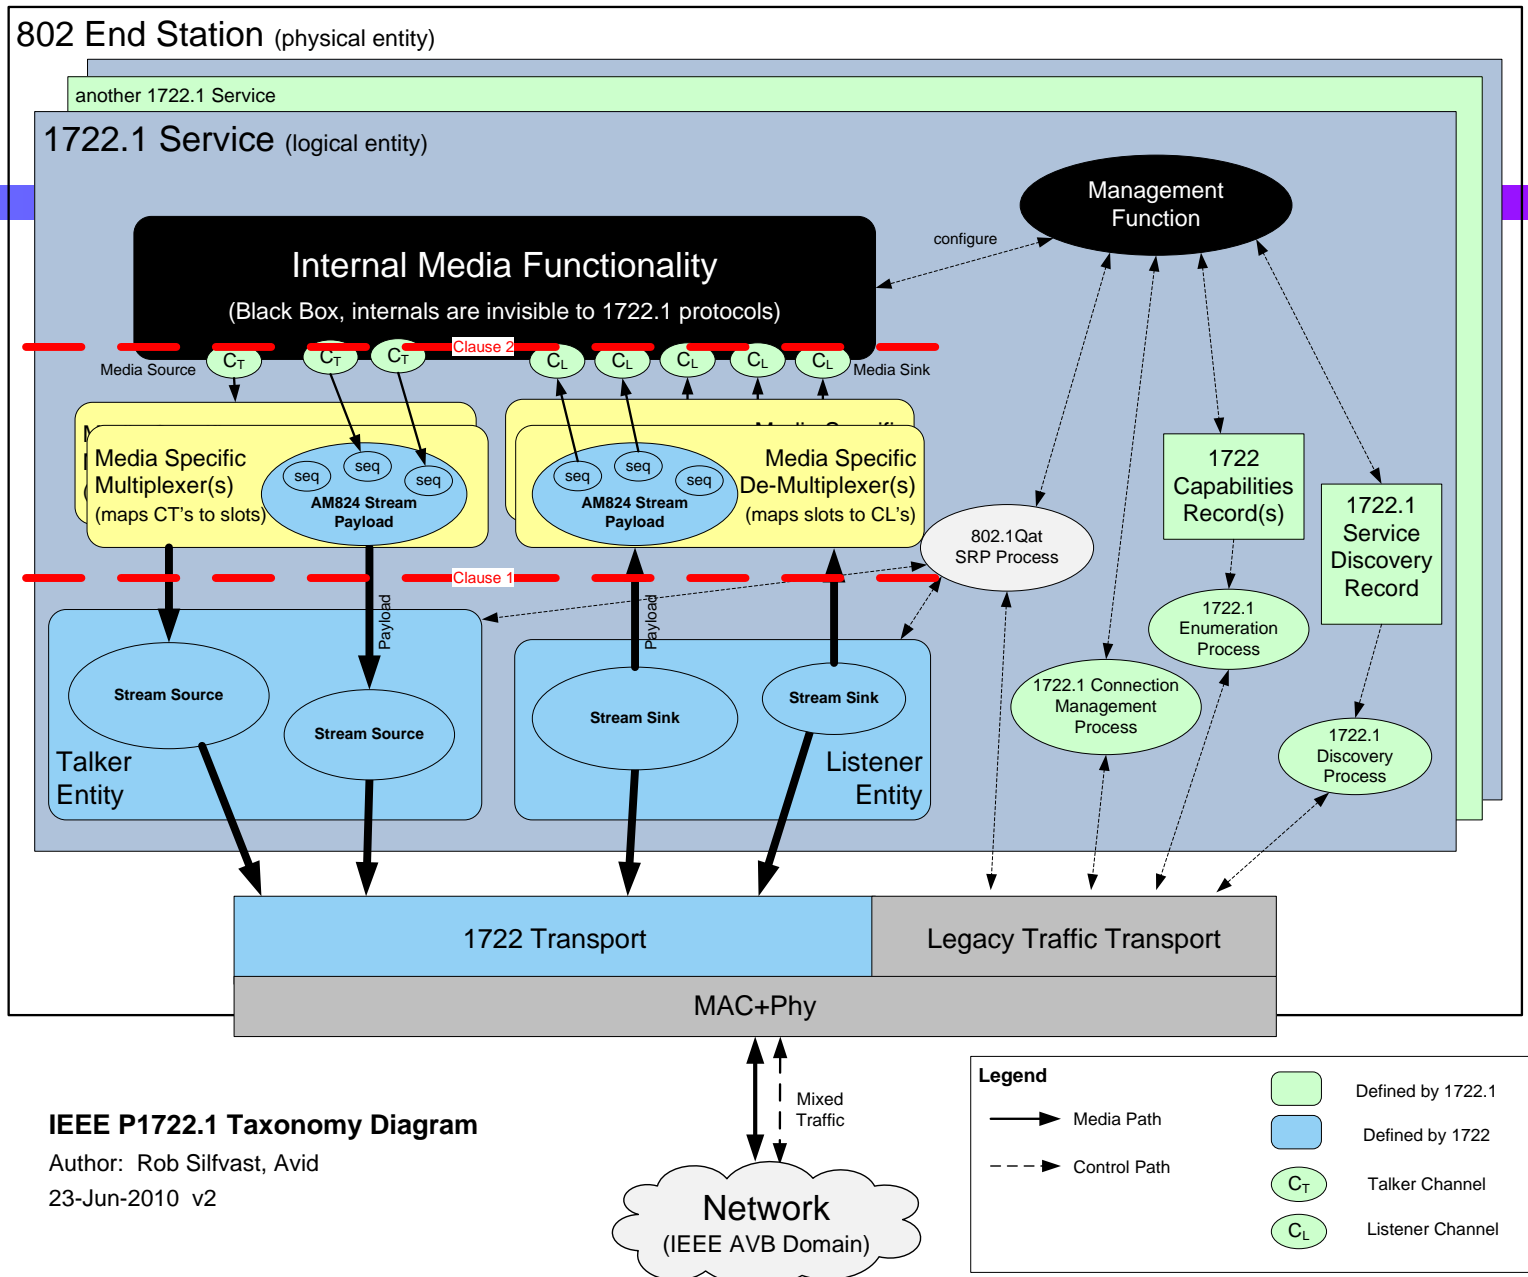 802 End Station (physical entity)
another 1722.1 Service
1722.1 Service (logical entity)
Management
Function
configure
Internal Media Functionality
(Black Box, internals are invisible to 1722.1 protocols)
Clause 2
Media Source
CT
CT
CT
CL
CL
CL
CL
CL
Media Sink
Media Specific
Multiplexer(s)
(maps CT's to slots)
seq
seq
seq
AM824 Stream
Payload
seq
seq
seq
AM824 Stream
Payload
Media Specific
Media Specific
De-Multiplexer(s)
(maps slots to CL's)
802.1Qat
SRP Process
1722
Capabilities
Record(s)
1722.1
Service
Discovery
Record
Clause 1
Payload
Payload
Stream Source
Stream Source
Talker
Entity
Stream Sink
Stream Sink
Listener
Entity
1722.1
Enumeration
Process
1722.1 Connection
Management
Process
1722.1
Discovery
Process
1722 Transport
Legacy Traffic Transport
MAC+Phy
Mixed
Traffic
Network
(IEEE AVB Domain)
IEEE P1722.1 Taxonomy Diagram
Author: Rob Silfvast, Avid
23-Jun-2010 v2
Legend
Media Path
Control Path
Defined by 1722.1
Defined by 1722
CT
Talker Channel
CL
Listener Channel